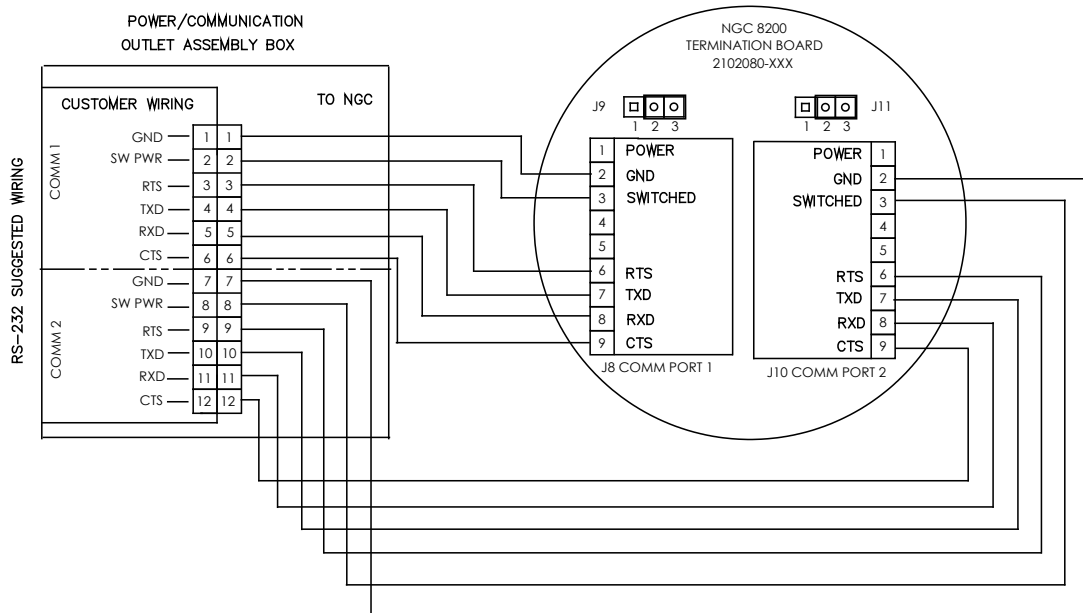 POWER/COMMUNICATION
OUTLET ASSEMBLY BOX
CUSTOMER WIRING
TO NGC
RS-232 SUGGESTED WIRING
COMM 1
GND 1 1
SW PWR 2 2
RTS 3 3
TXD 4 4
RXD 5 5
CTS 6 6
COMM 2
GND 7 7
SW PWR 8 8
RTS 9 9
TXD 10 10
RXD 11 11
CTS 12 12
NGC 8200
TERMINATION BOARD
2102080-XXX
J9
1 2 3
J11
1 2 3
1 POWER
2 GND
3 SWITCHED
4
5
6 RTS
7 TXD
8 RXD
9 CTS
J8 COMM PORT 1
POWER 1
GND 2
SWITCHED 3
4
5
RTS 6
TXD 7
RXD 8
CTS 9
J10 COMM PORT 2